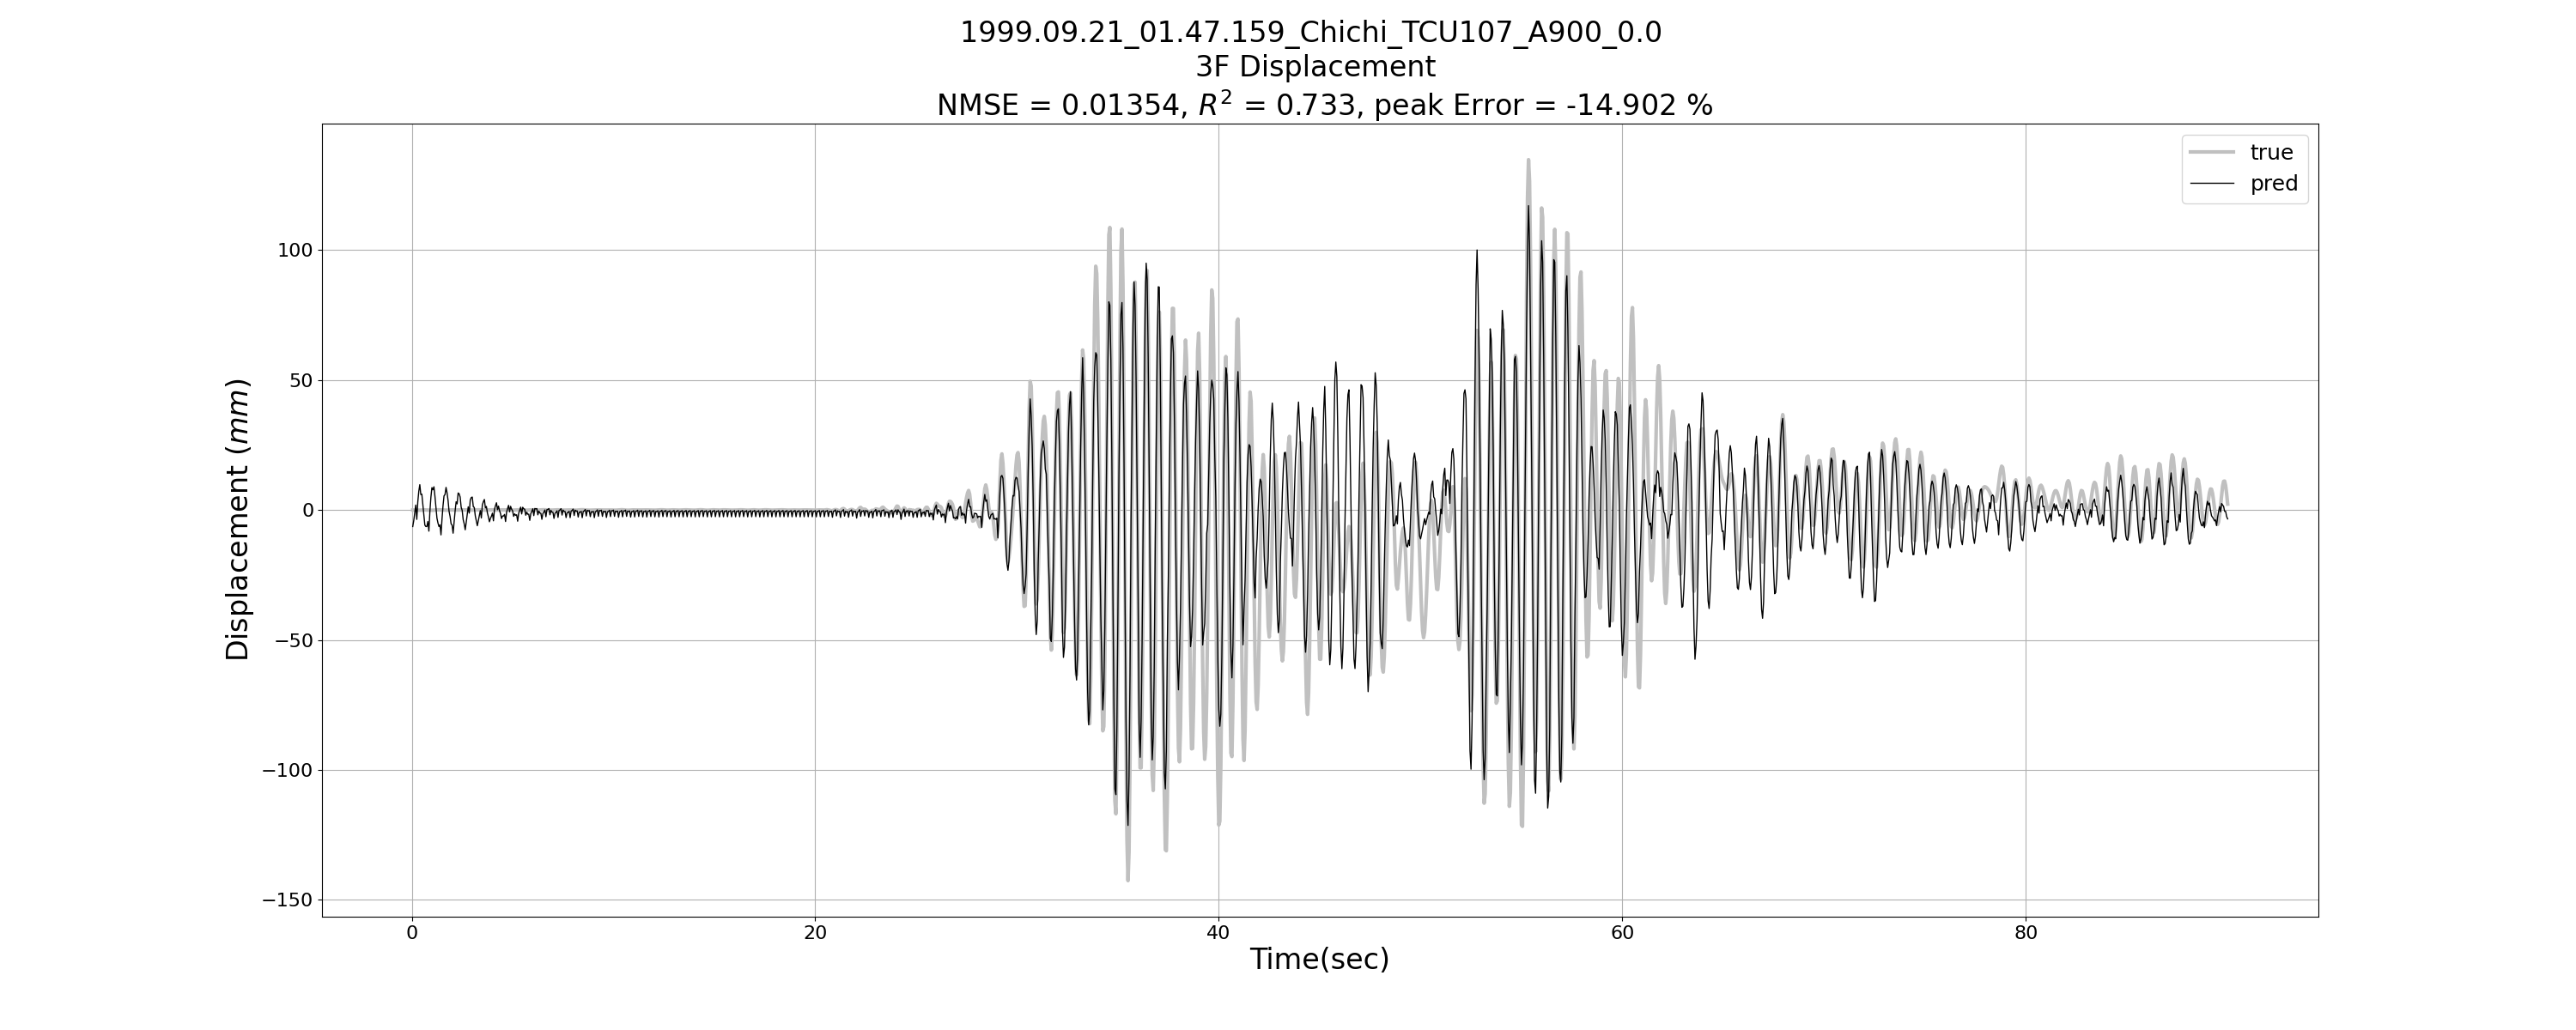 1999.09.21_01.47.159_Chichi_TCU107_A900_0.0
3F Displacement
NMSE = 0.01354, R² = 0.733, peak Error = -14.902 %
true
pred
Displacement (mm)
100
50
0
−50
−100
−150
0 20 40 60 80
Time(sec)